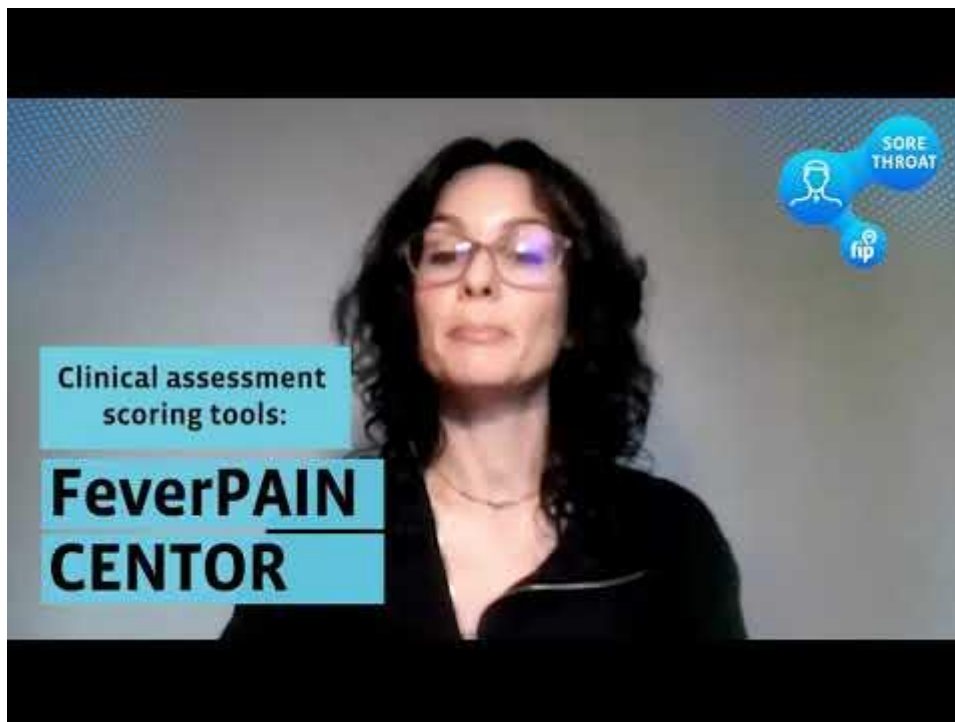 SORE
THROAT
fip
Clinical assessment
scoring tools:
FeverPAIN
CENTOR